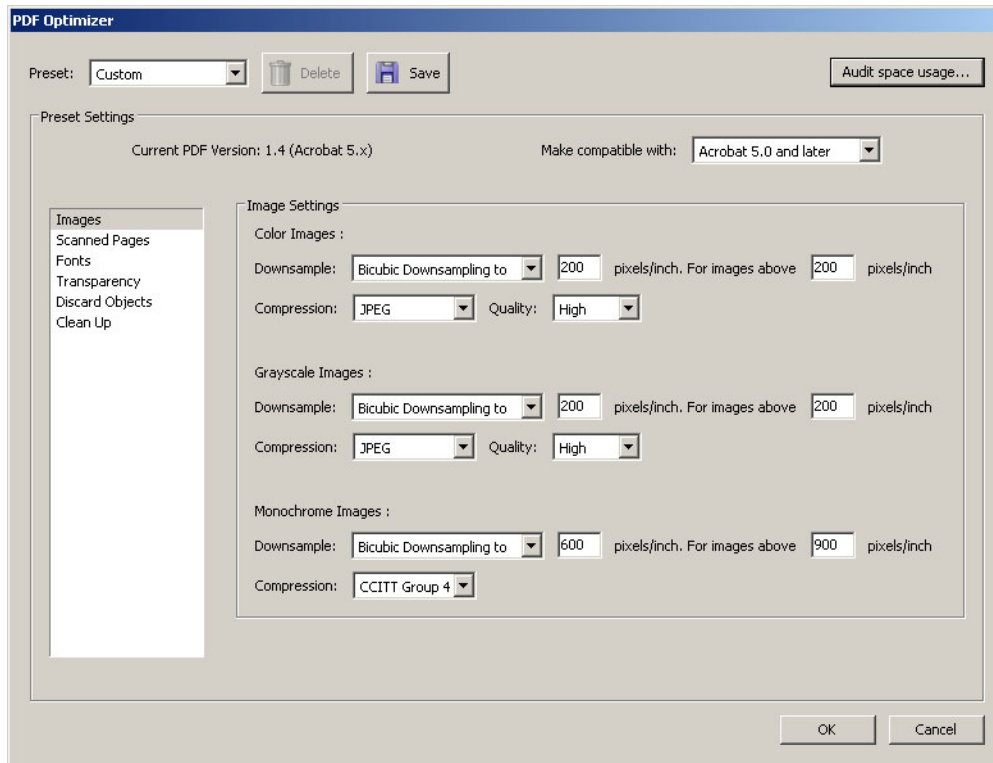 PDF Optimizer
Preset: Custom Delete Save Audit space usage...
Preset Settings
Current PDF Version: 1.4 (Acrobat 5.x) Make compatible with: Acrobat 5.0 and later
Images
Scanned Pages
Fonts
Transparency
Discard Objects
Clean Up
Image Settings
Color Images :
Downsample: Bicubic Downsampling to 200 pixels/inch. For images above 200 pixels/inch
Compression: JPEG Quality: High
Grayscale Images :
Downsample: Bicubic Downsampling to 200 pixels/inch. For images above 200 pixels/inch
Compression: JPEG Quality: High
Monochrome Images :
Downsample: Bicubic Downsampling to 600 pixels/inch. For images above 900 pixels/inch
Compression: CCITT Group 4
OK Cancel